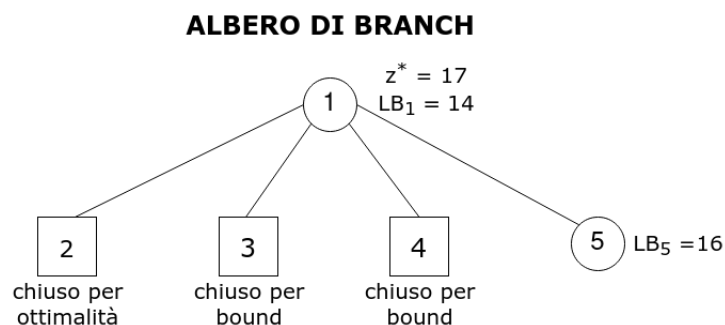 ALBERO DI BRANCH
z* = 17
1
LB₁ = 14
2
3
4
5
LB₅ =16
chiuso per
ottimalità
chiuso per
bound
chiuso per
bound